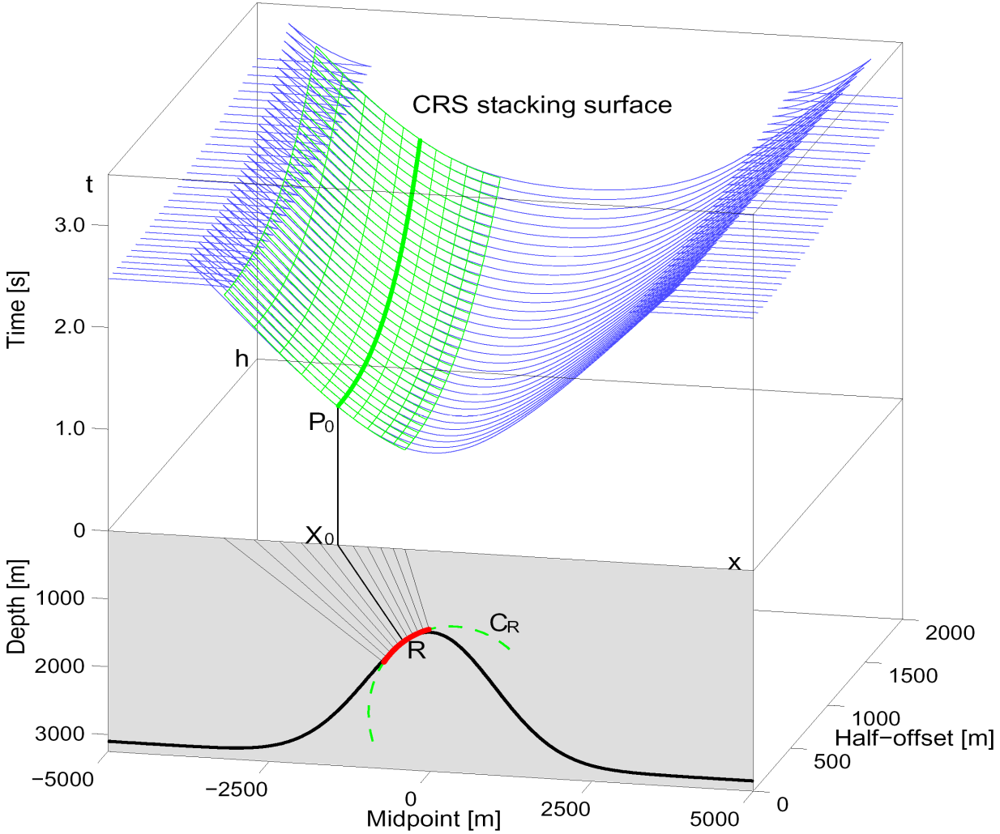 CRS stacking surface
t
3.0
Time [s]
2.0
h
1.0
P0
0
X0
x
Depth [m]
1000
CR
2000
R
1500
2000
1000
Half-offset [m]
3000
500
-5000
-2500
0
2500
5000
0
Midpoint [m]